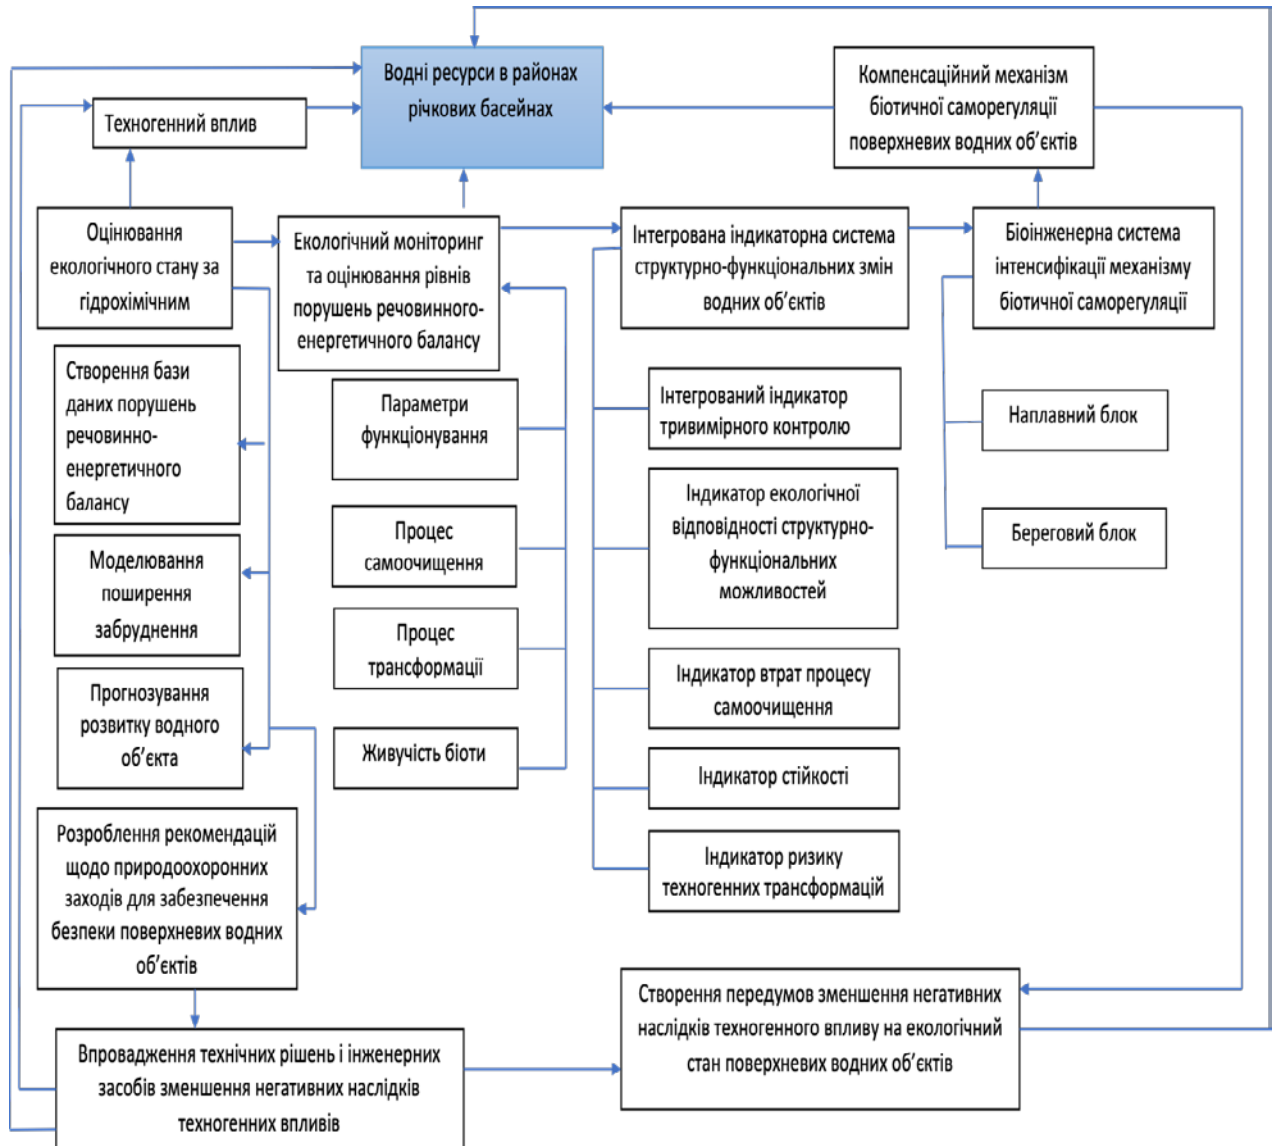 Водні ресурси в районах
річкових басейнах
Компенсаційний механізм
біотичної саморегуляції
поверхневих водних об’єктів
Техногенний вплив
Оцінювання
екологічного стану за
гідрохімічним
Екологічний моніторинг
та оцінювання рівнів
порушень речовинного-
енергетичного балансу
Інтегрована індикаторна система
структурно-функціональних змін
водних об’єктів
Біоінженерна система
інтенсифікації механізму
біотичної саморегуляції
Створення бази
даних порушень
речовинно-
енергетичного
балансу
Параметри
функціонування
Інтегрований індикатор
тривимірного контролю
Наплавний блок
Індикатор екологічної
відповідності структурно-
функціональних
можливостей
Процес
самоочищення
Береговий блок
Моделювання
поширення
забруднення
Процес
трансформації
Індикатор втрат процесу
самоочищення
Прогнозування
розвитку водного
об’єкта
Живучість біоти
Індикатор стійкості
Розроблення рекомендацій
щодо природоохоронних
заходів для забезпечення
безпеки поверхневих водних
об’єктів
Індикатор ризику
техногенних трансформацій
Створення передумов зменшення негативних
наслідків техногенного впливу на екологічний
стан поверхневих водних об’єктів
Впровадження технічних рішень і інженерних
засобів зменшення негативних наслідків
техногенних впливів